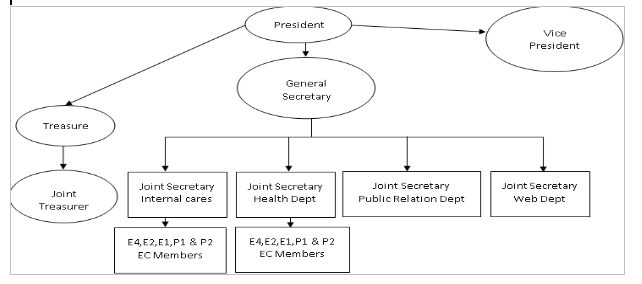 President
Vice
President
General
Secretary
Treasure
Joint
Treasurer
Joint Secretary
Internal cares
Joint Secretary
Health Dept
Joint Secretary
Public Relation Dept
Joint Secretary
Web Dept
E4,E2,E1,P1 & P2
EC Members
E4,E2,E1,P1 & P2
EC Members